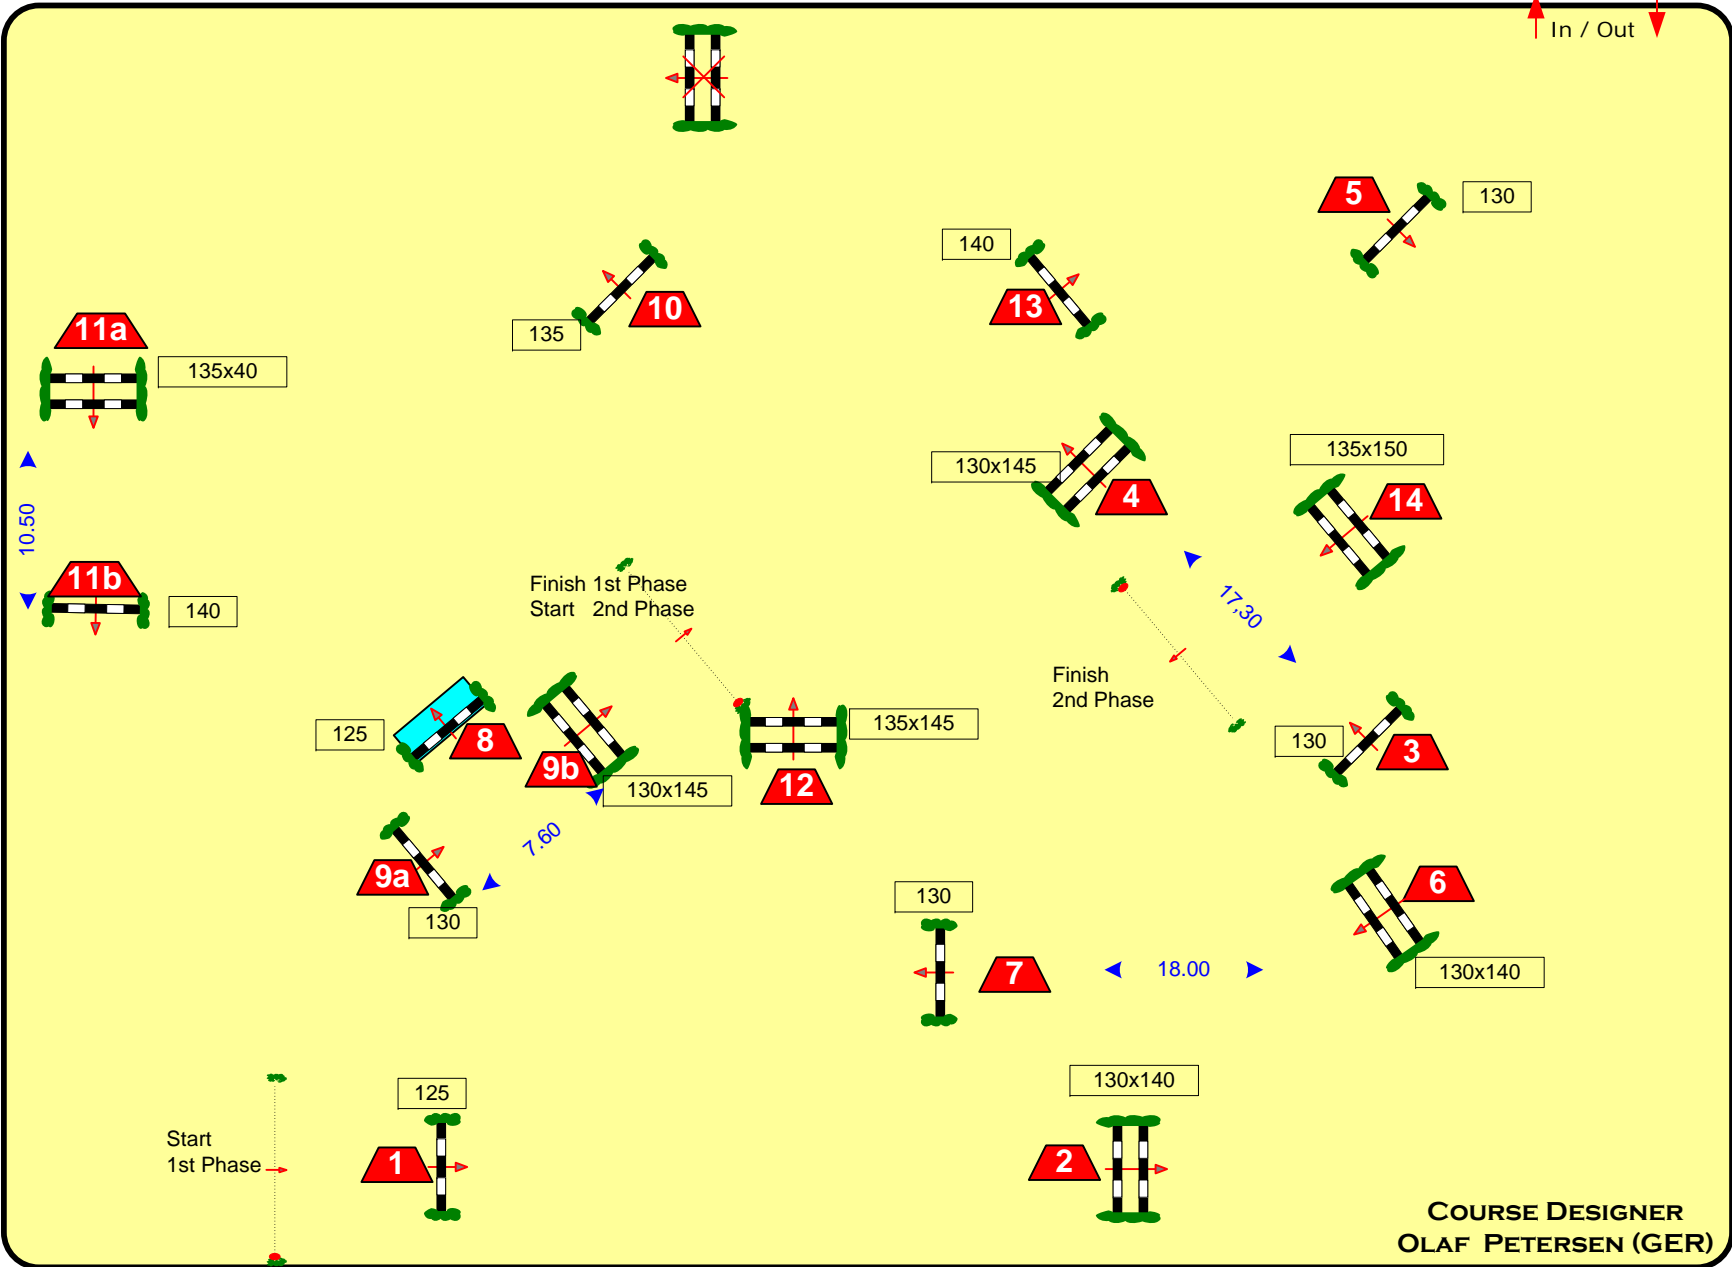 In / Out
5
130
140
13
10
135
11a
135x40
130x145
4
135x150
14
10.50
11b
140
Finish 1st Phase
Start 2nd Phase
17,30
Finish
2nd Phase
125
8
9b
130x145
135x145
12
130
3
7.60
9a
130
130
7
18.00
6
130x140
125
1
Start
1st Phase
130x140
2
COURSE DESIGNER
OLAF PETERSEN (GER)